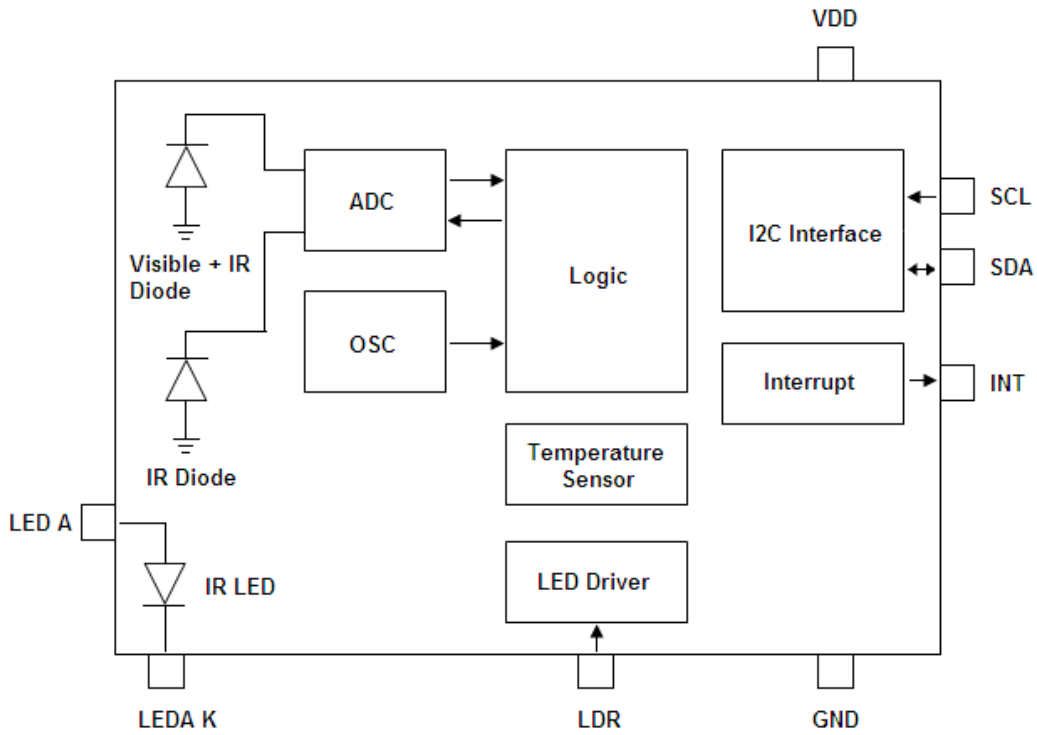 VDD
ADC
Logic
I2C Interface
SCL
SDA
Visible + IR
Diode
OSC
Interrupt
INT
IR Diode
Temperature
Sensor
LED A
IR LED
LED Driver
LEDA K
LDR
GND